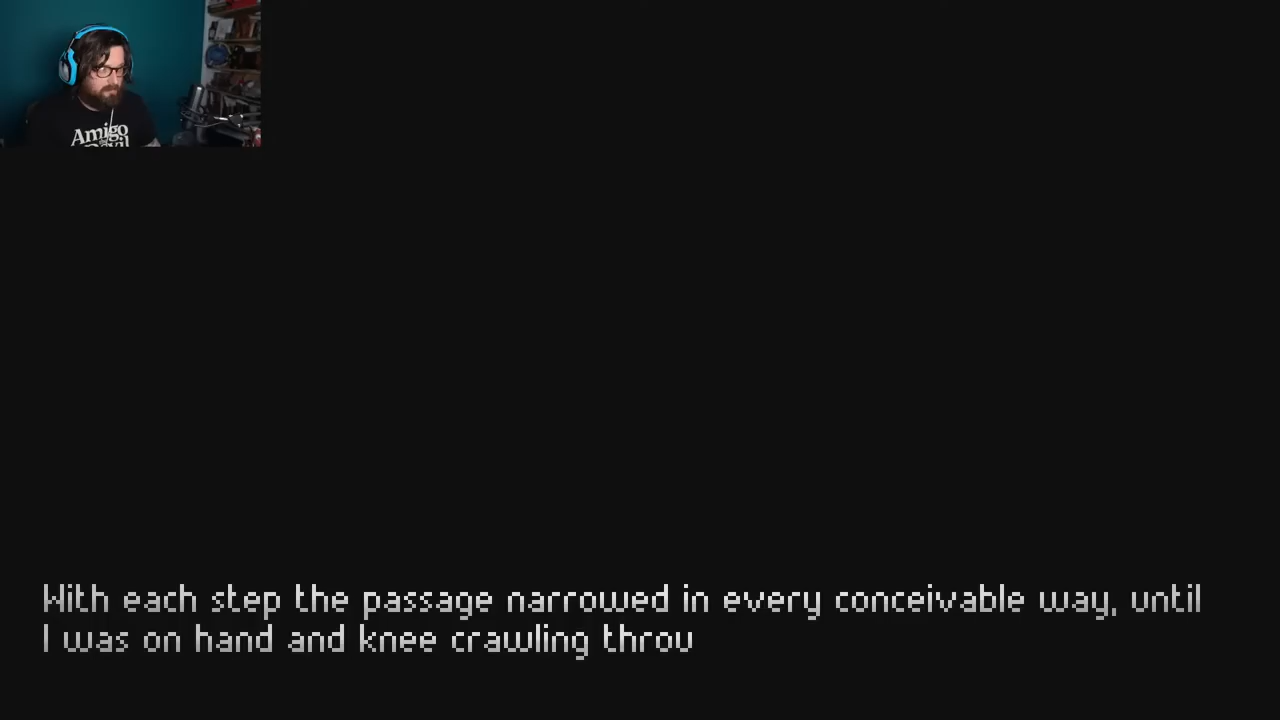 Amigo
With each step the passage narrowed in every conceivable way, until
I was on hand and knee crawling throu